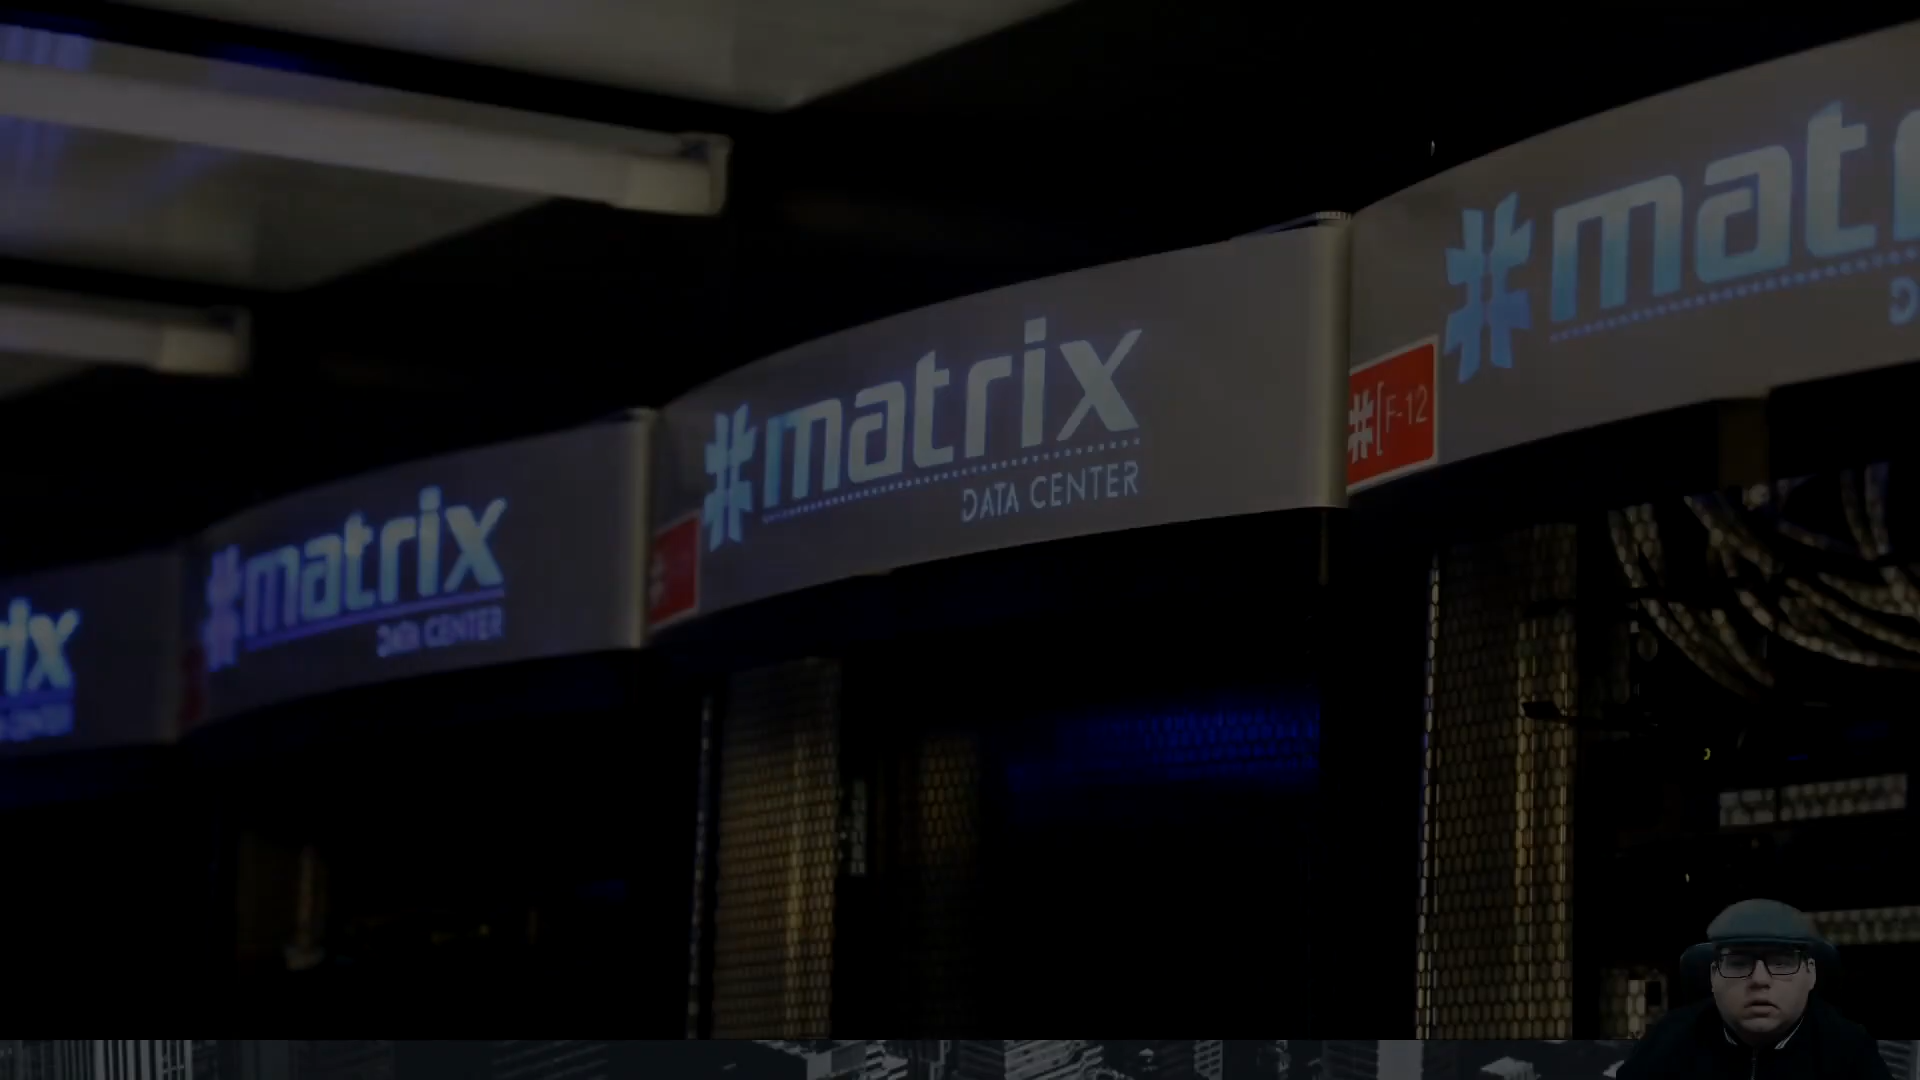 #matr
#[F-12
#matrix
DATA CENTER
#matrix
DATA CENTER
rix